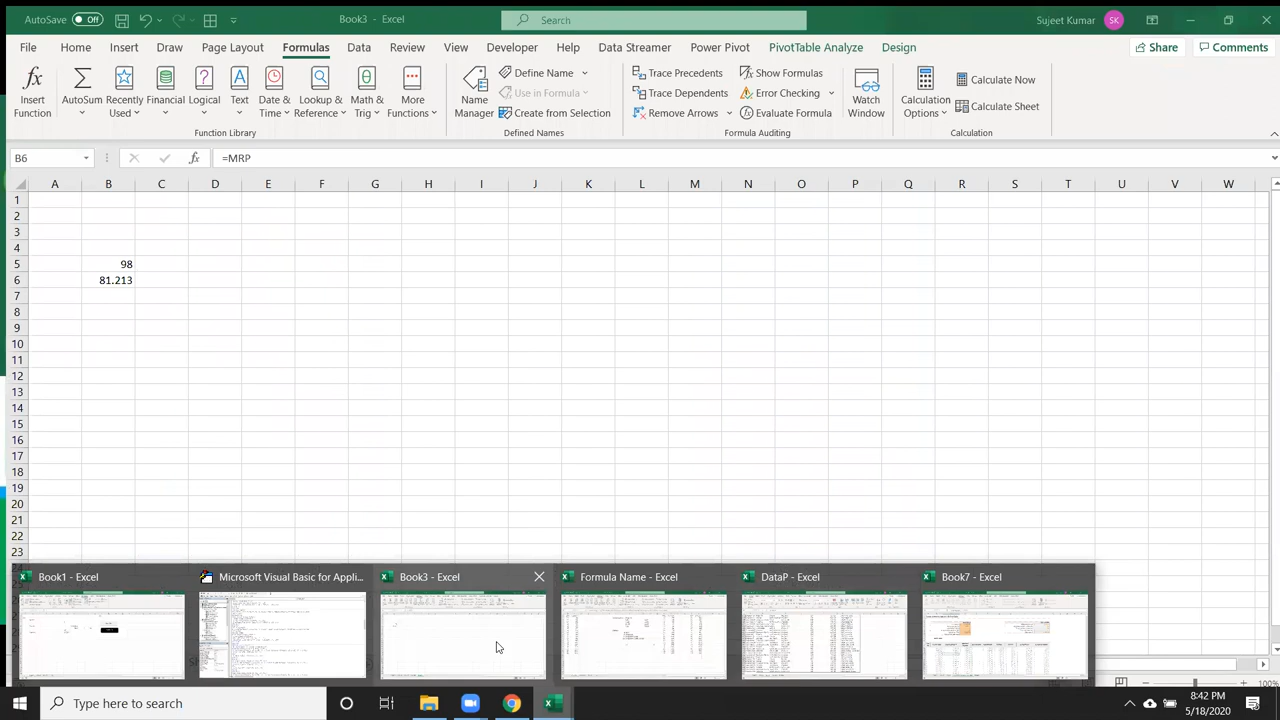 AutoSave Off Book3 - Excel Search Sujeet Kumar SK
File Home Insert Draw Page Layout Formulas Data Review View Developer Help Data Streamer Power Pivot PivotTable Analyze Design Share Comments
Insert Function AutoSum Recently Used Financial Logical Text Date & Time Lookup & Reference Math & Trig More Functions
Name Manager Define Name Use in Formula Create from Selection
Trace Precedents Trace Dependents Remove Arrows Show Formulas Error Checking Evaluate Formula Watch Window
Calculation Options Calculate Now Calculate Sheet
Function Library Defined Names Formula Auditing Calculation
B6 fx =MRP
A B C D E F G H I J K L M N O P Q R S T U V W
1
2
3
4
5 98
6 81.213
7
8
9
10
11
12
13
14
15
16
17
18
19
20
21
22
23
Book1 - Excel Microsoft Visual Basic for Appli... Book3 - Excel Formula Name - Excel DataP - Excel Book7 - Excel
100%
Type here to search 8:42 PM
5/18/2020